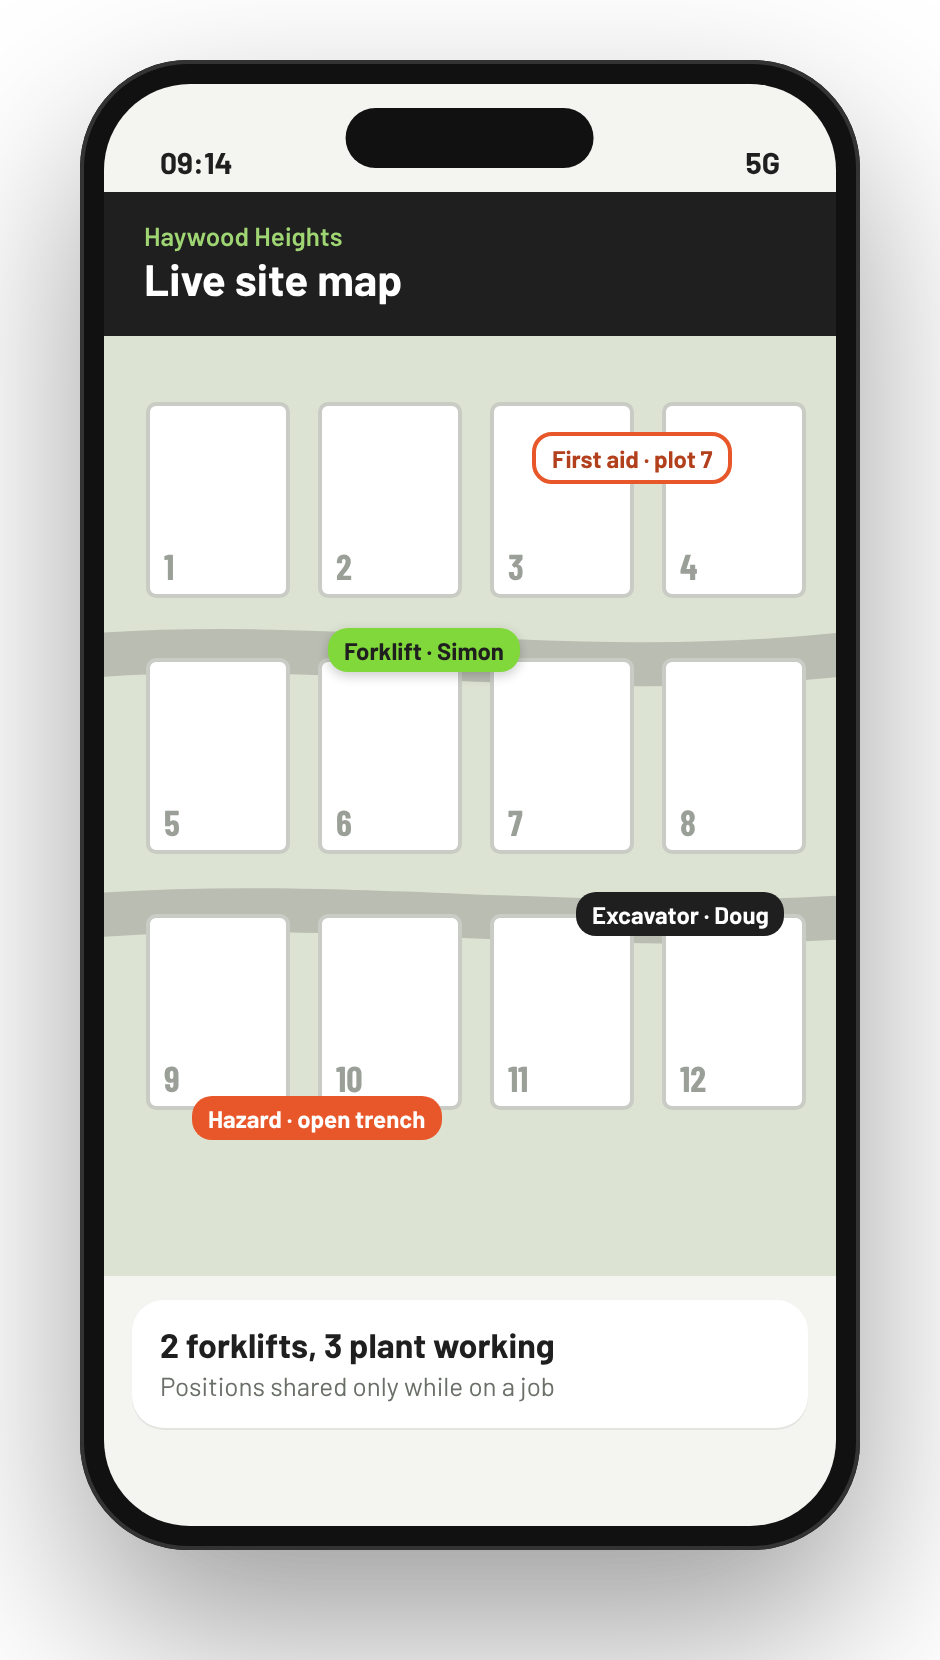 09:14
5G
Haywood Heights
Live site map
First aid · plot 7
1
2
3
4
Forklift · Simon
5
6
7
8
Excavator · Doug
9
10
11
12
Hazard · open trench
2 forklifts, 3 plant working
Positions shared only while on a job